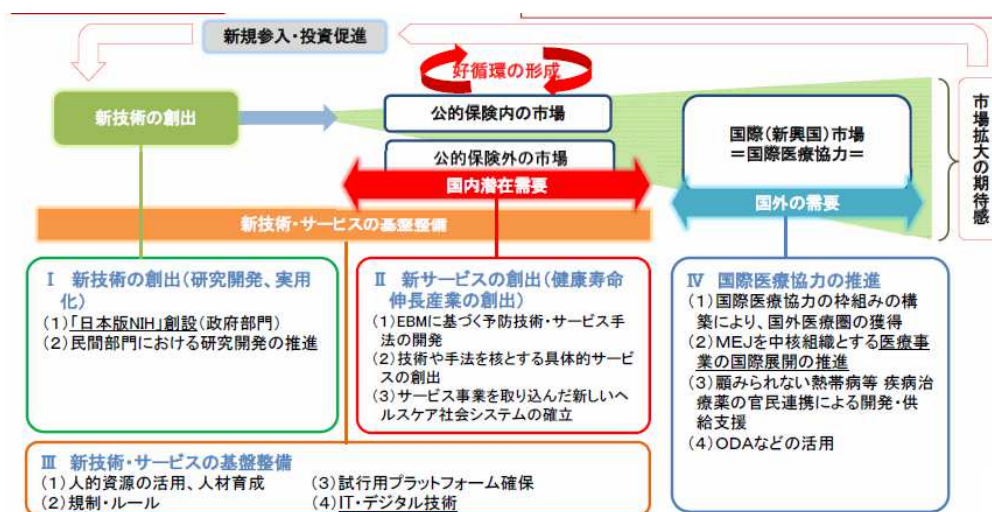 新規参入・投資促進
好循環の形成
新技術の創出
公的保険内の市場
公的保険外の市場
国内潜在需要
国際(新興国)市場
=国際医療協力=
国外の需要
市場拡大の期待感
新技術・サービスの基盤整備
Ⅰ 新技術の創出(研究開発、実用
化)
(1)「日本版NIH」創設(政府部門)
(2)民間部門における研究開発の推進
Ⅱ 新サービスの創出(健康寿命
伸長産業の創出)
(1)EBMに基づく予防技術・サービス手
法の開発
(2)技術や手法を核とする具体的サービ
スの創出
(3)サービス事業を取り込んだ新しいヘ
ルスケア社会システムの確立
Ⅳ 国際医療協力の推進
(1)国際医療協力の枠組みの構
築により、国外医療圏の獲得
(2)MEJを中核組織とする医療事
業の国際展開の推進
(3)顧みられない熱帯病等 疾病治
療薬の官民連携による開発・供
給支援
(4)ODAなどの活用
Ⅲ 新技術・サービスの基盤整備
(1)人的資源の活用、人材育成 (3)試行用プラットフォーム確保
(2)規制・ルール (4)IT・デジタル技術